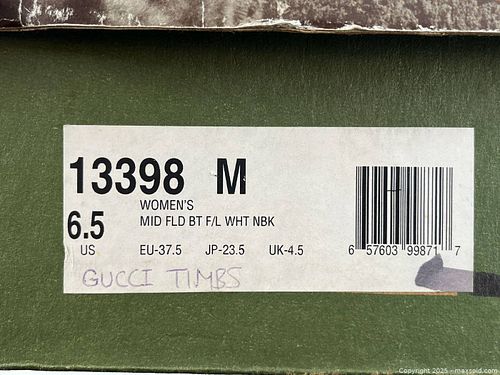 13398 M
WOMEN'S
6.5 MID FLD BT F/L WHT NBK
US EU-37.5 JP-23.5 UK-4.5
6 57603 99871 7
GUCCI TIMBS
Copyright 2025 - maxsold.com